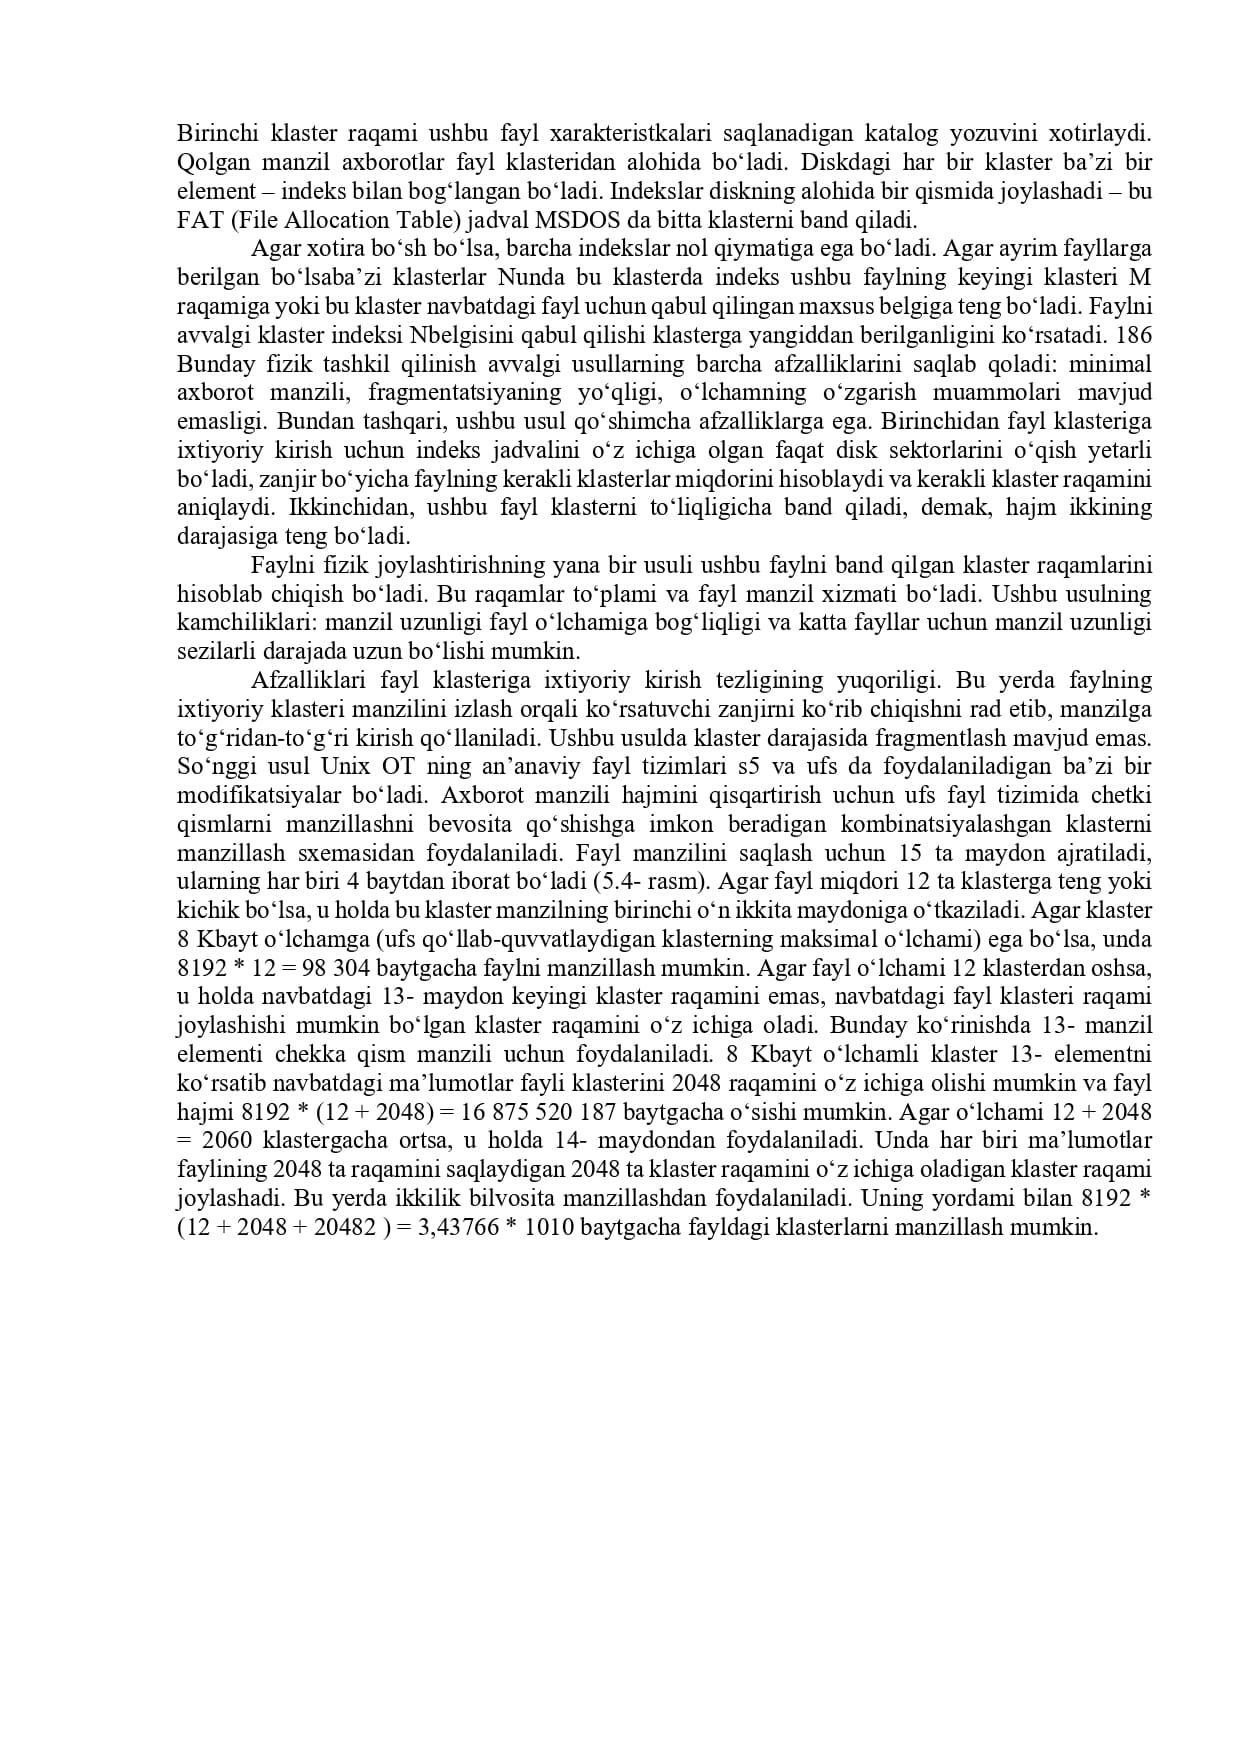 Birinchi klaster raqami ushbu fayl xarakteristkalari saqlanadigan katalog yozuvini xotirlaydi.
Qolgan manzil axborotlar fayl klasteridan alohida bo‘ladi. Diskdagi har bir klaster ba’zi bir
element – indeks bilan bog‘langan bo‘ladi. Indekslar diskning alohida bir qismida joylashadi – bu
FAT (File Allocation Table) jadval MSDOS da bitta klasterni band qiladi.
Agar xotira bo‘sh bo‘lsa, barcha indekslar nol qiymatiga ega bo‘ladi. Agar ayrim fayllarga
berilgan bo‘lsaba’zi klasterlar Nunda bu klasterda indeks ushbu faylning keyingi klasteri M
raqamiga yoki bu klaster navbatdagi fayl uchun qabul qilingan maxsus belgiga teng bo‘ladi. Faylni
avvalgi klaster indeksi Nbelgisini qabul qilishi klasterga yangiddan berilganligini ko‘rsatadi. 186
Bunday fizik tashkil qilinish avvalgi usullarning barcha afzalliklarini saqlab qoladi: minimal
axborot manzili, fragmentatsiyaning yo‘qligi, o‘lchamning o‘zgarish muammolari mavjud
emasligi. Bundan tashqari, ushbu usul qo‘shimcha afzalliklarga ega. Birinchidan fayl klasteriga
ixtiyoriy kirish uchun indeks jadvalini o‘z ichiga olgan faqat disk sektorlarini o‘qish yetarli
bo‘ladi, zanjir bo‘yicha faylning kerakli klasterlar miqdorini hisoblaydi va kerakli klaster raqamini
aniqlaydi. Ikkinchidan, ushbu fayl klasterni to‘liqligicha band qiladi, demak, hajm ikkining
darajasiga teng bo‘ladi.
Faylni fizik joylashtirishning yana bir usuli ushbu faylni band qilgan klaster raqamlarini
hisoblab chiqish bo‘ladi. Bu raqamlar to‘plami va fayl manzil xizmati bo‘ladi. Ushbu usulning
kamchiliklari: manzil uzunligi fayl o‘lchamiga bog‘liqligi va katta fayllar uchun manzil uzunligi
sezilarli darajada uzun bo‘lishi mumkin.
Afzalliklari fayl klasteriga ixtiyoriy kirish tezligining yuqoriligi. Bu yerda faylning
ixtiyoriy klasteri manzilini izlash orqali ko‘rsatuvchi zanjirni ko‘rib chiqishni rad etib, manzilga
to‘g‘ridan-to‘g‘ri kirish qo‘llaniladi. Ushbu usulda klaster darajasida fragmentlash mavjud emas.
So‘nggi usul Unix OT ning an’anaviy fayl tizimlari s5 va ufs da foydalaniladigan ba’zi bir
modifikatsiyalar bo‘ladi. Axborot manzili hajmini qisqartirish uchun ufs fayl tizimida chetki
qismlarni manzillashni bevosita qo‘shishga imkon beradigan kombinatsiyalashgan klasterni
manzillash sxemasidan foydalaniladi. Fayl manzilini saqlash uchun 15 ta maydon ajratiladi,
ularning har biri 4 baytdan iborat bo‘ladi (5.4- rasm). Agar fayl miqdori 12 ta klasterga teng yoki
kichik bo‘lsa, u holda bu klaster manzilning birinchi o‘n ikkita maydoniga o‘tkaziladi. Agar klaster
8 Kbayt o‘lchamga (ufs qo‘llab-quvvatlaydigan klasterning maksimal o‘lchami) ega bo‘lsa, unda
8192 * 12 = 98 304 baytgacha faylni manzillash mumkin. Agar fayl o‘lchami 12 klasterdan oshsa,
u holda navbatdagi 13- maydon keyingi klaster raqamini emas, navbatdagi fayl klasteri raqami
joylashishi mumkin bo‘lgan klaster raqamini o‘z ichiga oladi. Bunday ko‘rinishda 13- manzil
elementi chekka qism manzili uchun foydalaniladi. 8 Kbayt o‘lchamli klaster 13- elementni
ko‘rsatib navbatdagi ma’lumotlar fayli klasterini 2048 raqamini o‘z ichiga olishi mumkin va fayl
hajmi 8192 * (12 + 2048) = 16 875 520 187 baytgacha o‘sishi mumkin. Agar o‘lchami 12 + 2048
= 2060 klastergacha ortsa, u holda 14- maydondan foydalaniladi. Unda har biri ma’lumotlar
faylining 2048 ta raqamini saqlaydigan 2048 ta klaster raqamini o‘z ichiga oladigan klaster raqami
joylashadi. Bu yerda ikkilik bilvosita manzillashdan foydalaniladi. Uning yordami bilan 8192 *
(12 + 2048 + 20482 ) = 3,43766 * 1010 baytgacha fayldagi klasterlarni manzillash mumkin.